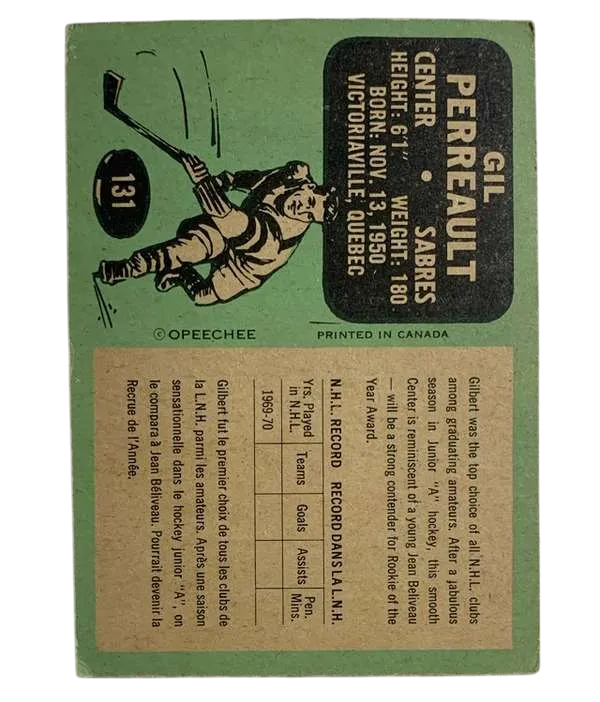 GIL
PERREAULT
CENTER • SABRES
HEIGHT: 6'1" WEIGHT: 180
BORN: NOV. 13, 1950
VICTORIAVILLE, QUEBEC
131
© OPEECHEE
PRINTED IN CANADA
Gilbert was the top choice of all N.H.L. clubs
among graduating amateurs. After a fabulous
season in Junior "A" hockey, this smooth
Center is reminiscent of a young Jean Beliveau
— will be a strong contender for Rookie of the
Year Award.
N.H.L. RECORD RECORD DANS LA L.N.H.
Yrs. Played in N.H.L. Teams Goals Assists Pen. Mins.
1969-70
Gilbert fut le premier choix de tous les clubs de
la L.N.H. parmi les amateurs. Après une saison
sensationnelle dans le hockey junior "A", on
le compara à Jean Béliveau. Pourrait devenir la
Recrue de l'Année.